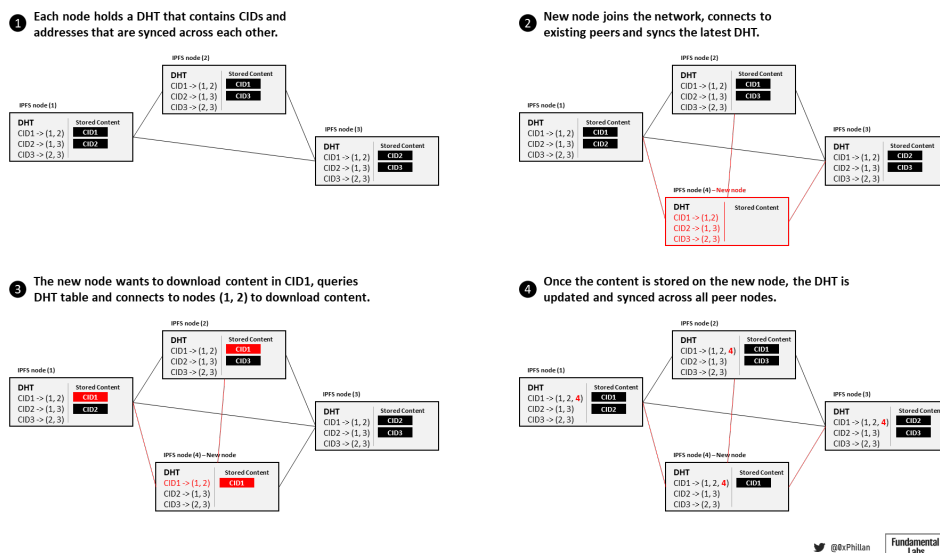 1 Each node holds a DHT that contains CIDs and
addresses that are synced across each other.
IPFS node (2)
DHT Stored Content
CID1 -> (1, 2) CID1
CID2 -> (1, 3) CID3
CID3 -> (2, 3)
IPFS node (1)
DHT Stored Content
CID1 -> (1, 2) CID1
CID2 -> (1, 3) CID2
CID3 -> (2, 3)
IPFS node (3)
DHT Stored Content
CID1 -> (1, 2) CID2
CID2 -> (1, 3) CID3
CID3 -> (2, 3)
2 New node joins the network, connects to
existing peers and syncs the latest DHT.
IPFS node (2)
DHT Stored Content
CID1 -> (1, 2) CID1
CID2 -> (1, 3) CID3
CID3 -> (2, 3)
IPFS node (1)
DHT Stored Content
CID1 -> (1, 2) CID1
CID2 -> (1, 3) CID2
CID3 -> (2, 3)
IPFS node (3)
DHT Stored Content
CID1 -> (1, 2) CID2
CID2 -> (1, 3) CID3
CID3 -> (2, 3)
IPFS node (4) – New node
DHT Stored Content
CID1 -> (1,2)
CID2 -> (1, 3)
CID3 -> (2, 3)
3 The new node wants to download content in CID1, queries
DHT table and connects to nodes (1, 2) to download content.
IPFS node (2)
DHT Stored Content
CID1 -> (1, 2) CID1
CID2 -> (1, 3) CID3
CID3 -> (2, 3)
IPFS node (1)
DHT Stored Content
CID1 -> (1, 2) CID1
CID2 -> (1, 3) CID2
CID3 -> (2, 3)
IPFS node (3)
DHT Stored Content
CID1 -> (1, 2) CID2
CID2 -> (1, 3) CID3
CID3 -> (2, 3)
IPFS node (4) – New node
DHT Stored Content
CID1 -> (1, 2) CID1
CID2 -> (1, 3)
CID3 -> (2, 3)
4 Once the content is stored on the new node, the DHT is
updated and synced across all peer nodes.
IPFS node (2)
DHT Stored Content
CID1 -> (1, 2, 4) CID1
CID2 -> (1, 3) CID3
CID3 -> (2, 3)
IPFS node (1)
DHT Stored Content
CID1 -> (1, 2, 4) CID1
CID2 -> (1, 3) CID2
CID3 -> (2, 3)
IPFS node (3)
DHT Stored Content
CID1 -> (1, 2, 4) CID2
CID2 -> (1, 3) CID3
CID3 -> (2, 3)
IPFS node (4) – New node
DHT Stored Content
CID1 -> (1, 2, 4) CID1
CID2 -> (1, 3)
CID3 -> (2, 3)
@0xPhillan
Fundamental
Labs